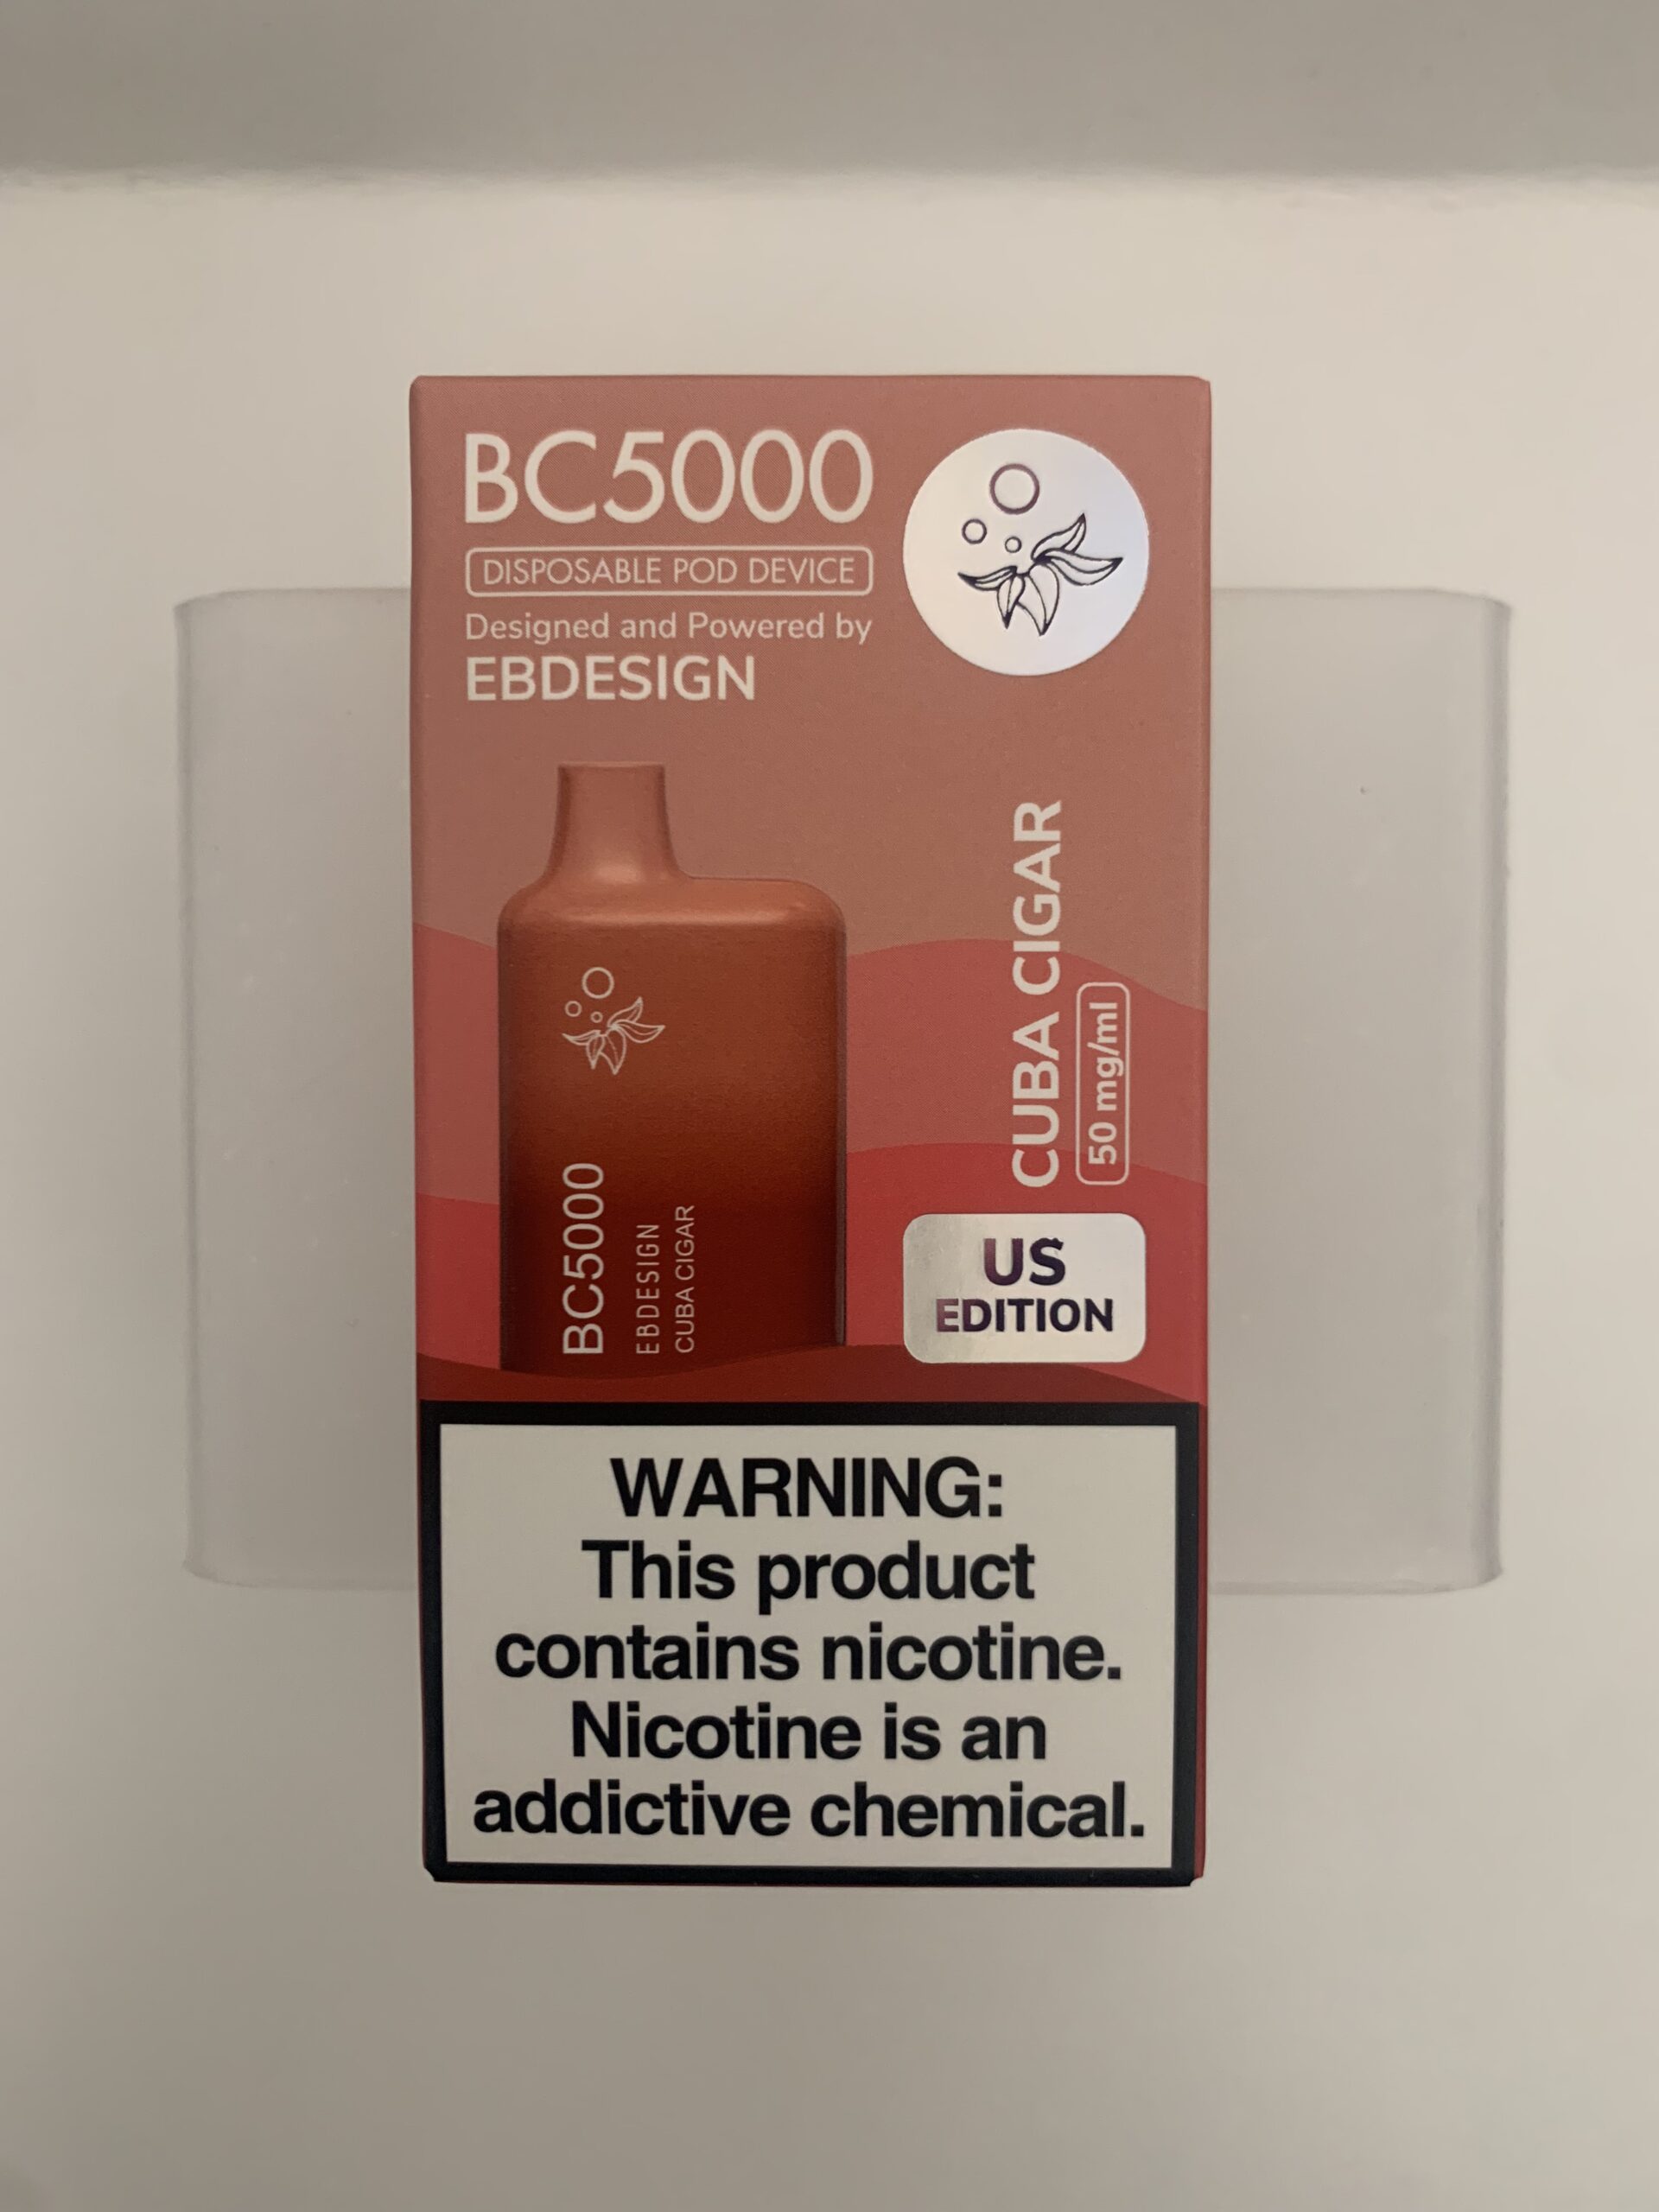 BC5000
DISPOSABLE POD DEVICE
Designed and Powered by
EBDESIGN
CUBA CIGAR
50 mg/ml
BC5000
EBDESIGN
CUBA CIGAR
US
EDITION
WARNING:
This product
contains nicotine.
Nicotine is an
addictive chemical.